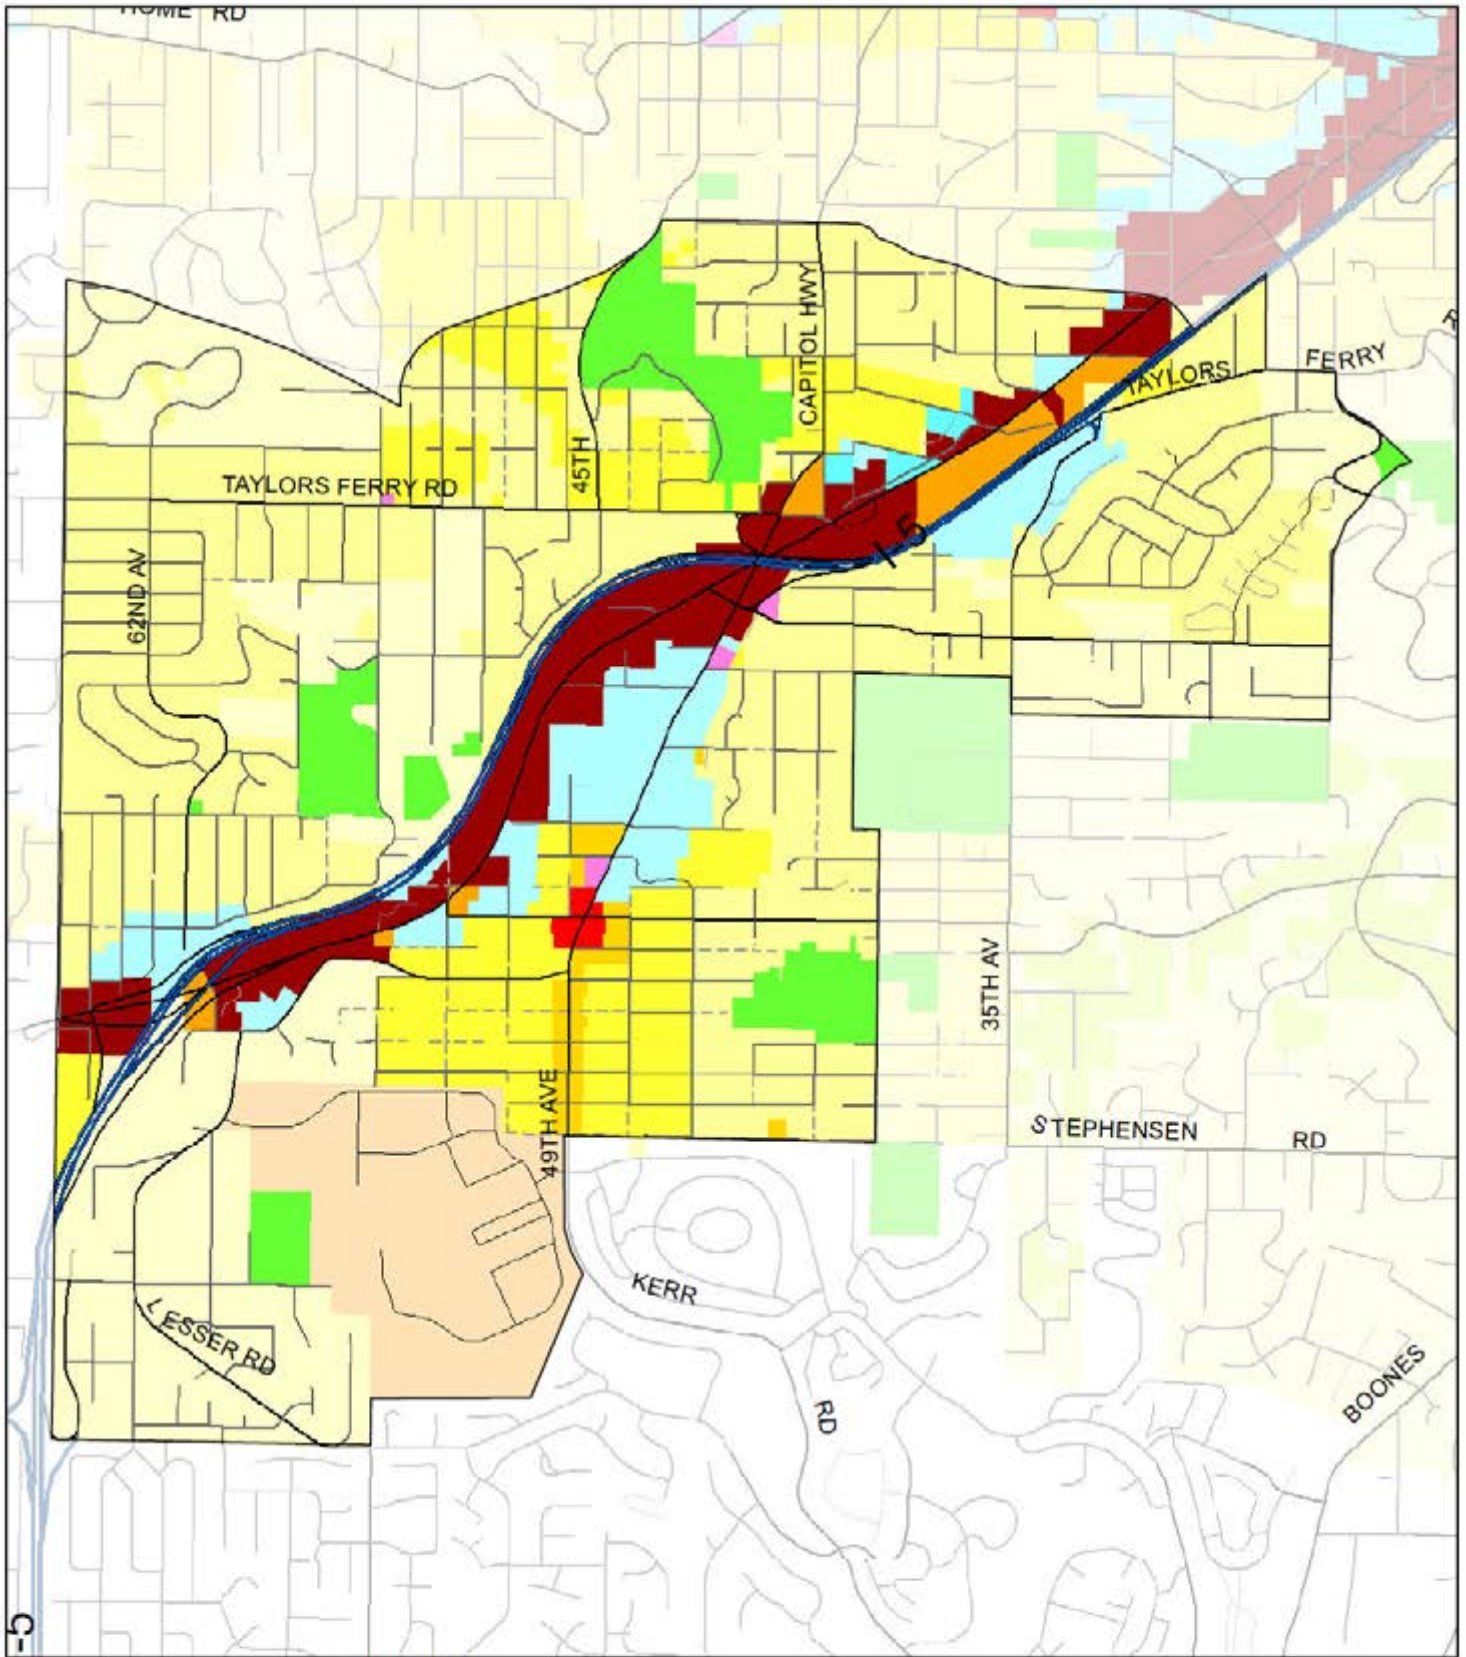 HOME RD
CAPITOL HWY
FERRY
TAYLORS
45TH
TAYLORS FERRY RD
I-5
62ND AV
35TH AV
49TH AVE
STEPHENSEN RD
KERR
LESSER RD
RD
BOONES